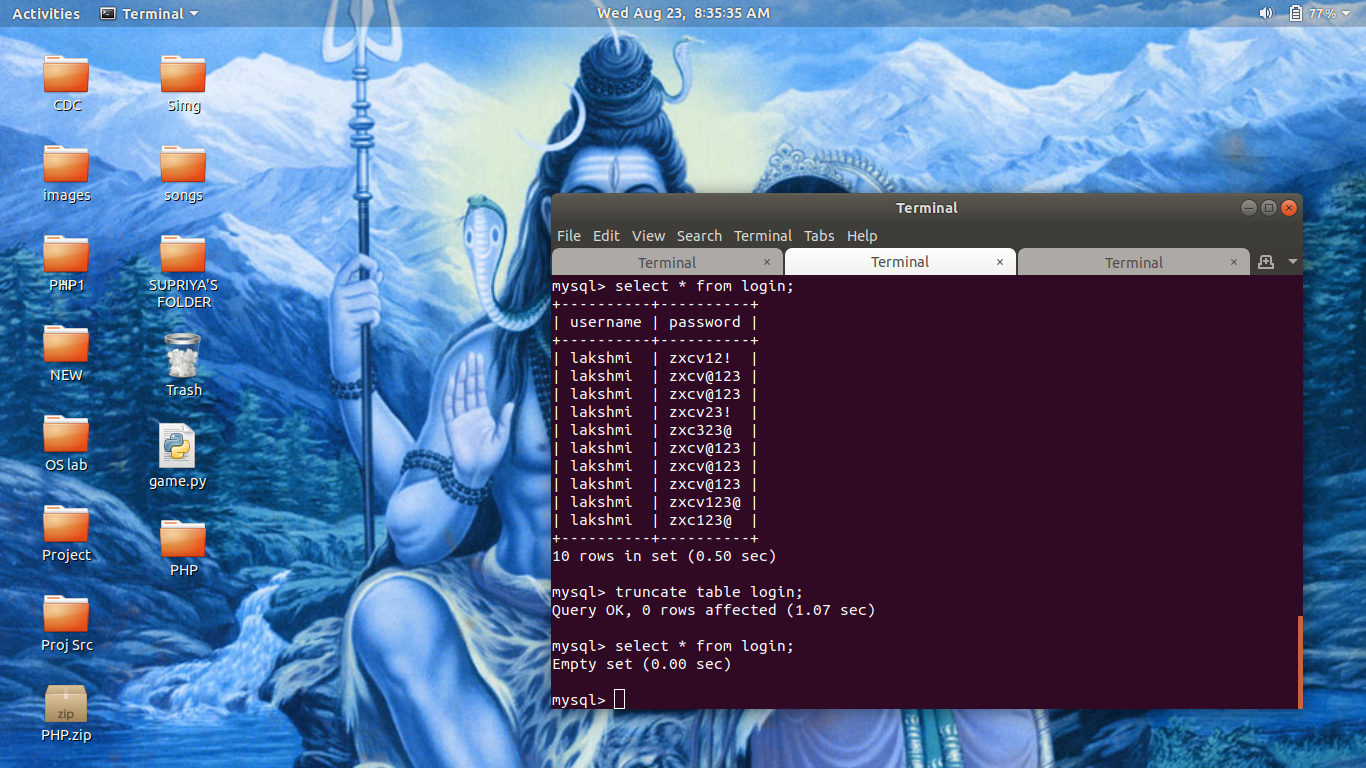 Activities Terminal Wed Aug 23, 8:35:35 AM 77%
CDC
Simg
images
songs
PHP1
SUPRIYA'S
FOLDER
NEW
Trash
OS lab
game.py
Project
PHP
Proj Src
zip
PHP.zip
Terminal
File Edit View Search Terminal Tabs Help
Terminal × Terminal × Terminal ×
mysql> select * from login;
+----------+----------+
| username | password |
+----------+----------+
| lakshmi  | zxcv12!  |
| lakshmi  | zxcv@123 |
| lakshmi  | zxcv@123 |
| lakshmi  | zxcv23!  |
| lakshmi  | zxc323@  |
| lakshmi  | zxcv@123 |
| lakshmi  | zxcv@123 |
| lakshmi  | zxcv@123 |
| lakshmi  | zxcv123@ |
| lakshmi  | zxc123@  |
+----------+----------+
10 rows in set (0.50 sec)
mysql> truncate table login;
Query OK, 0 rows affected (1.07 sec)
mysql> select * from login;
Empty set (0.00 sec)
mysql>